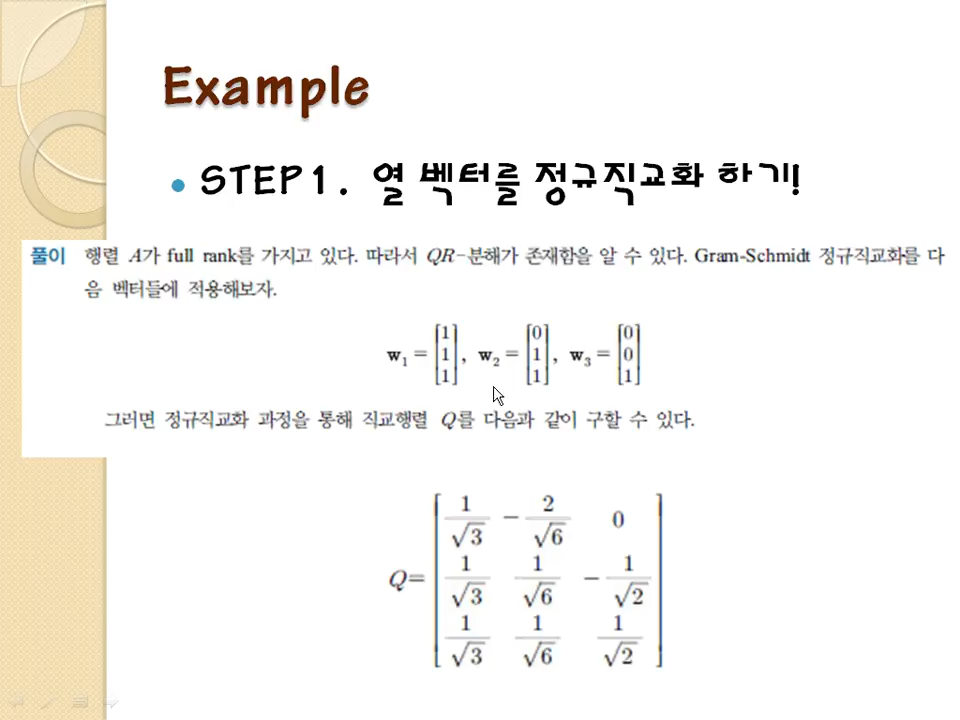 Example
• STEP1. 열 벡터를 정규직교화 하기!
풀이 행렬 A가 full rank를 가지고 있다. 따라서 QR-분해가 존재함을 알 수 있다. Gram-Schmidt 정규직교화를 다
음 벡터들에 적용해보자.
w₁ = [1 1 1], w₂ = [0 1 1], w₃ = [0 0 1]
그러면 정규직교화 과정을 통해 직교행렬 Q를 다음과 같이 구할 수 있다.
Q= [1/√3 -2/√6 0
1/√3 1/√6 -1/√2
1/√3 1/√6 1/√2]